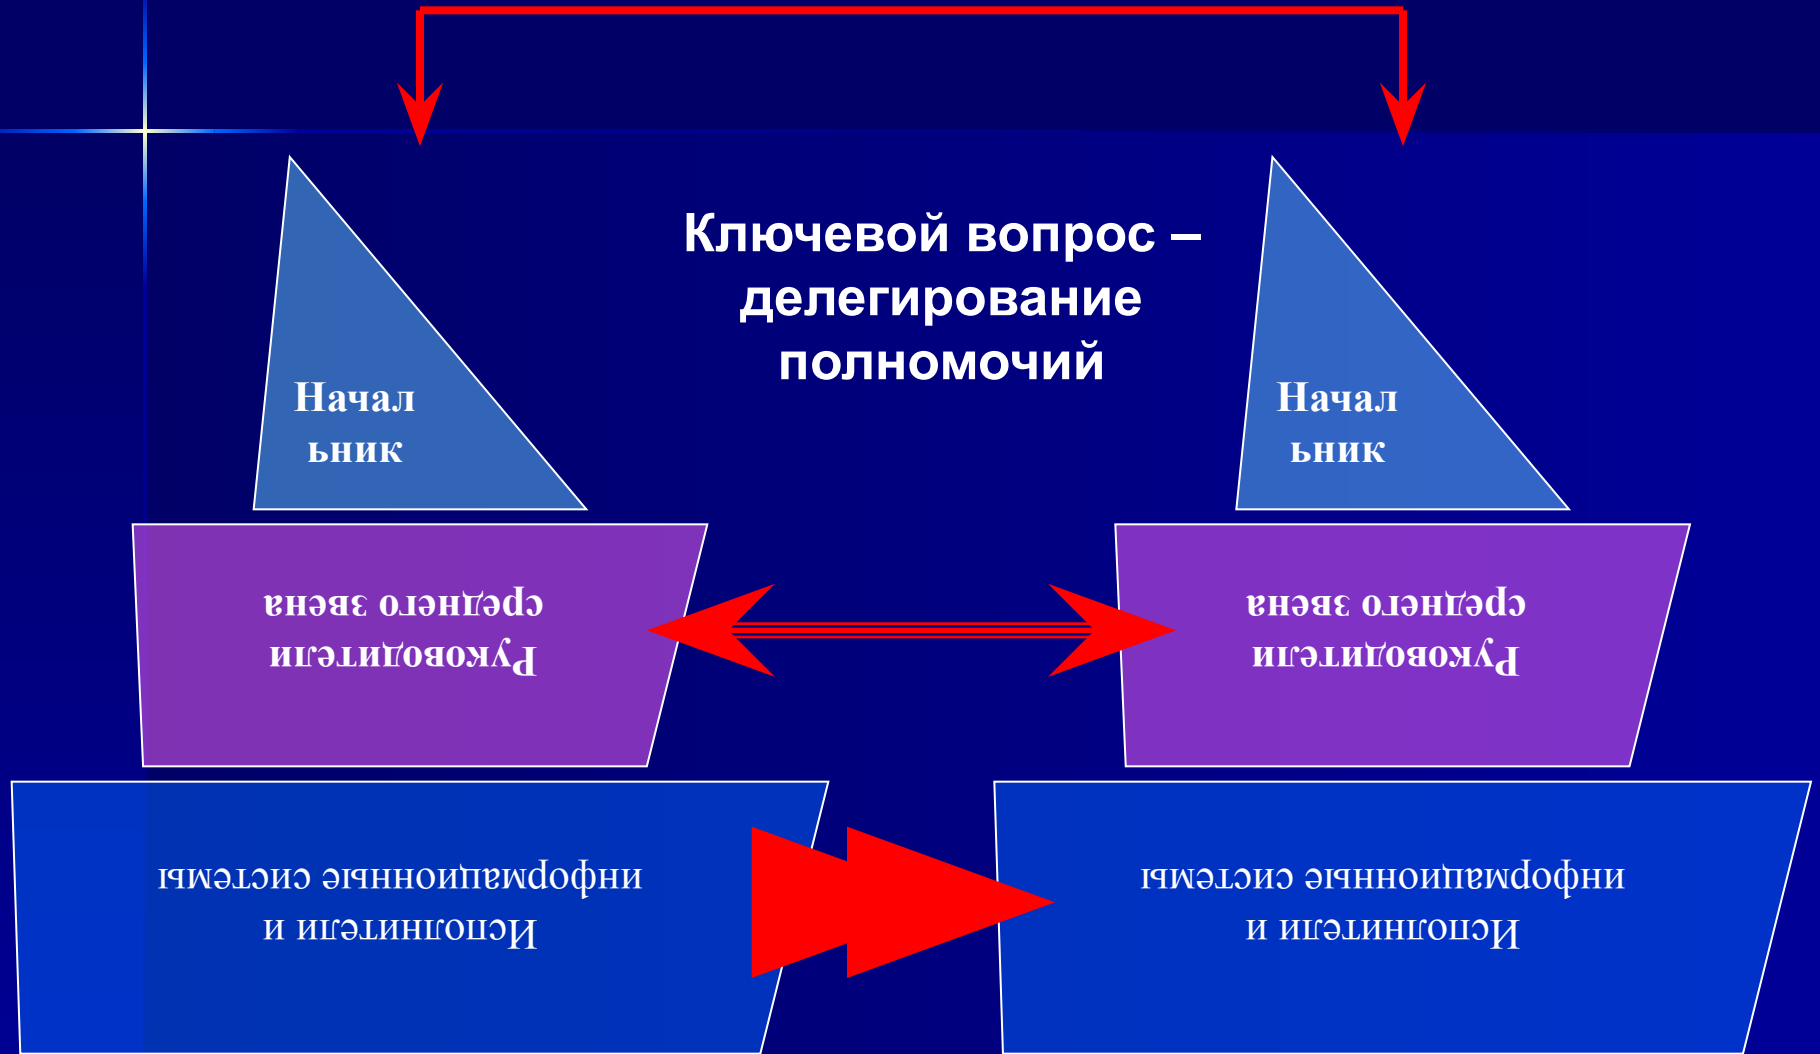 Ключевой вопрос –
делегирование
полномочий
Начал
ьник
Руководители
среднего звена
Исполнители и
информационные системы
Начал
ьник
Руководители
среднего звена
Исполнители и
информационные системы